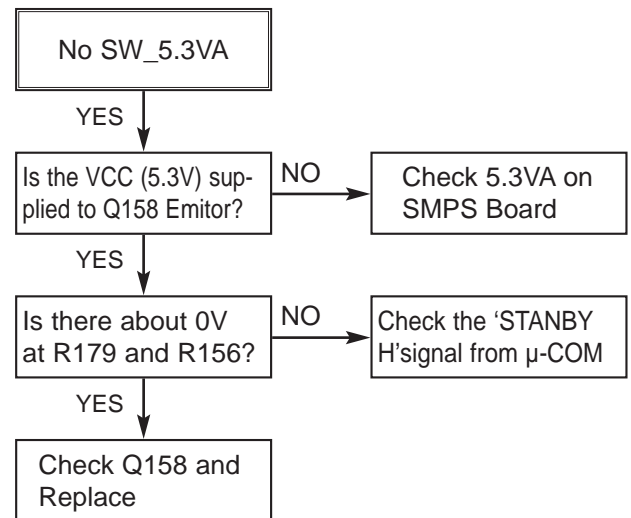 No SW_5.3VA
YES
Is the VCC (5.3V) sup-
plied to Q158 Emitor?
NO
Check 5.3VA on
SMPS Board
YES
Is there about 0V
at R179 and R156?
NO
Check the ‘STANBY
H’signal from µ-COM
YES
Check Q158 and
Replace